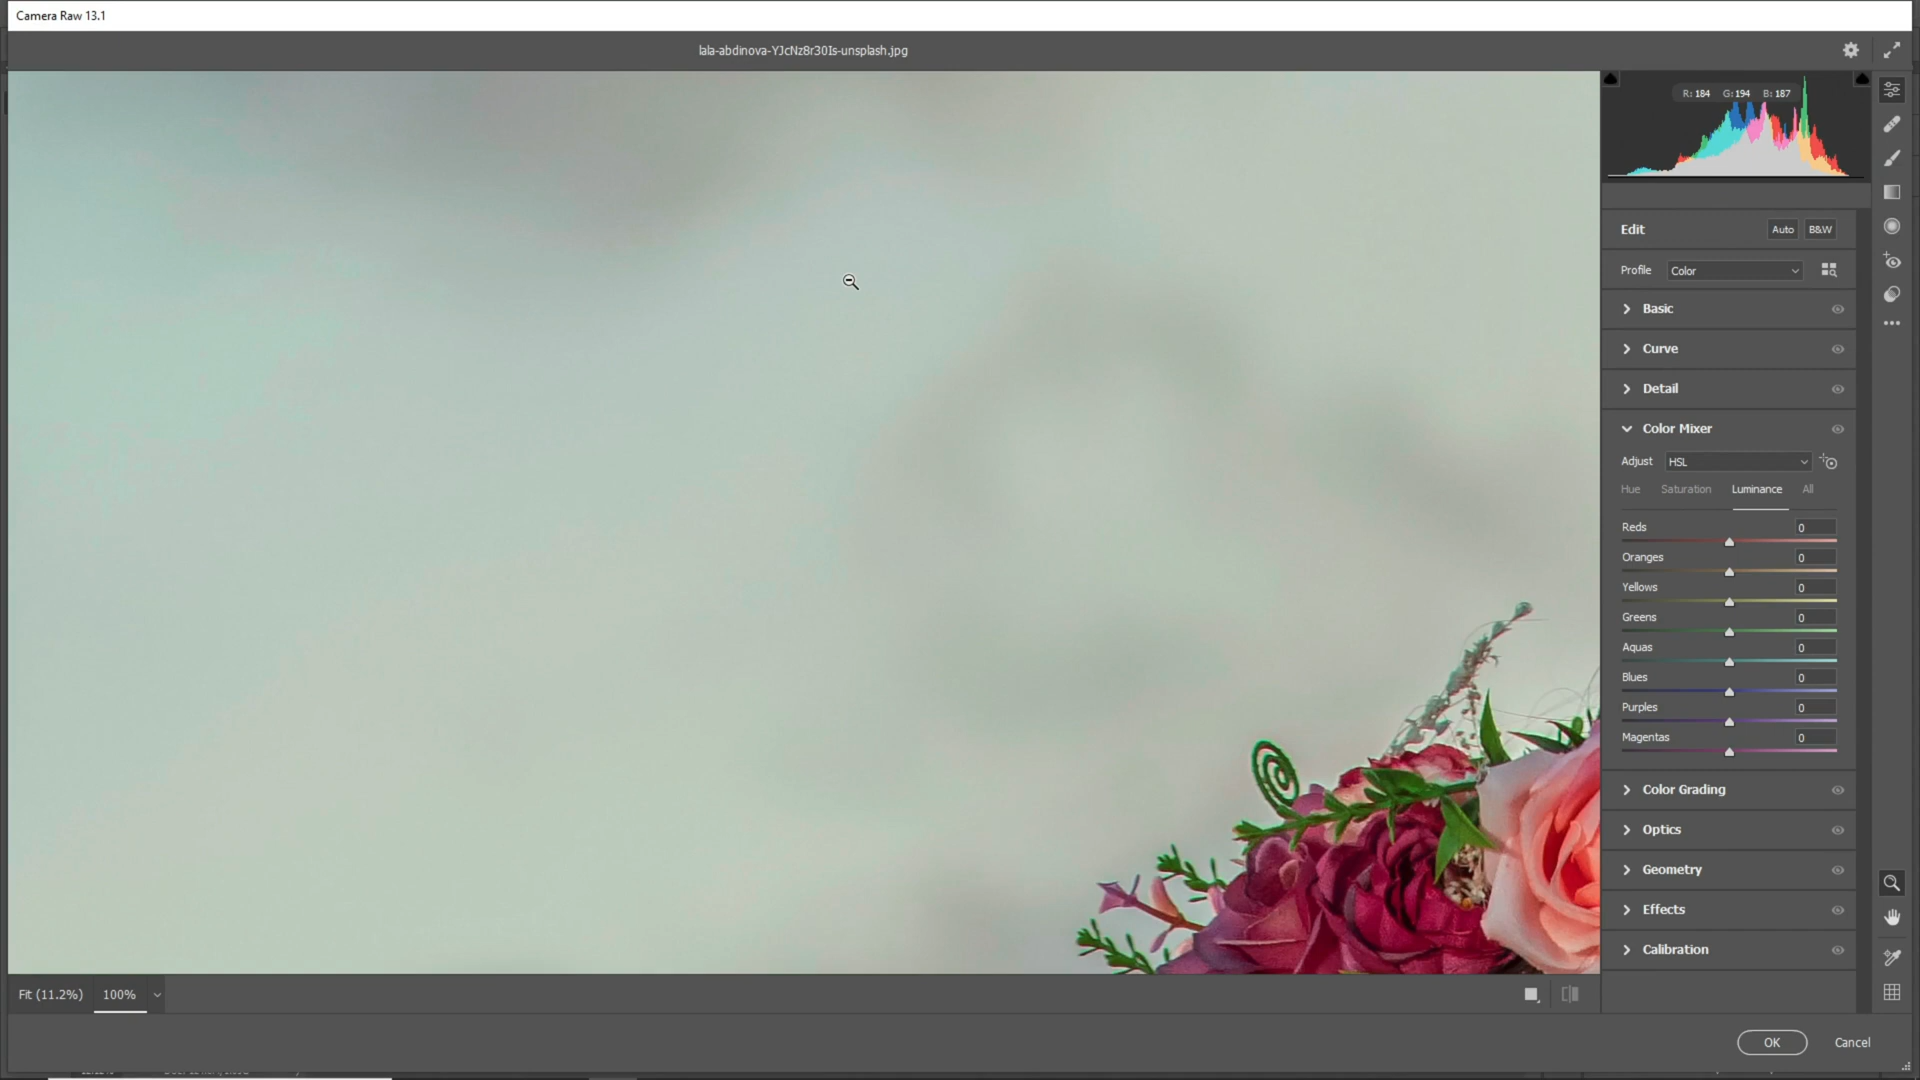 Camera Raw 13.1
lala-abdinova-YJcNz8r30Is-unsplash.jpg
R: 184 G: 194 B: 187
Edit
Auto
B&W
Profile
Color
Basic
Curve
Detail
Color Mixer
Adjust
HSL
Hue
Saturation
Luminance
All
Reds
0
Oranges
0
Yellows
0
Greens
0
Aquas
0
Blues
0
Purples
0
Magentas
0
Color Grading
Optics
Geometry
Effects
Calibration
Fit (11.2%)
100%
OK
Cancel